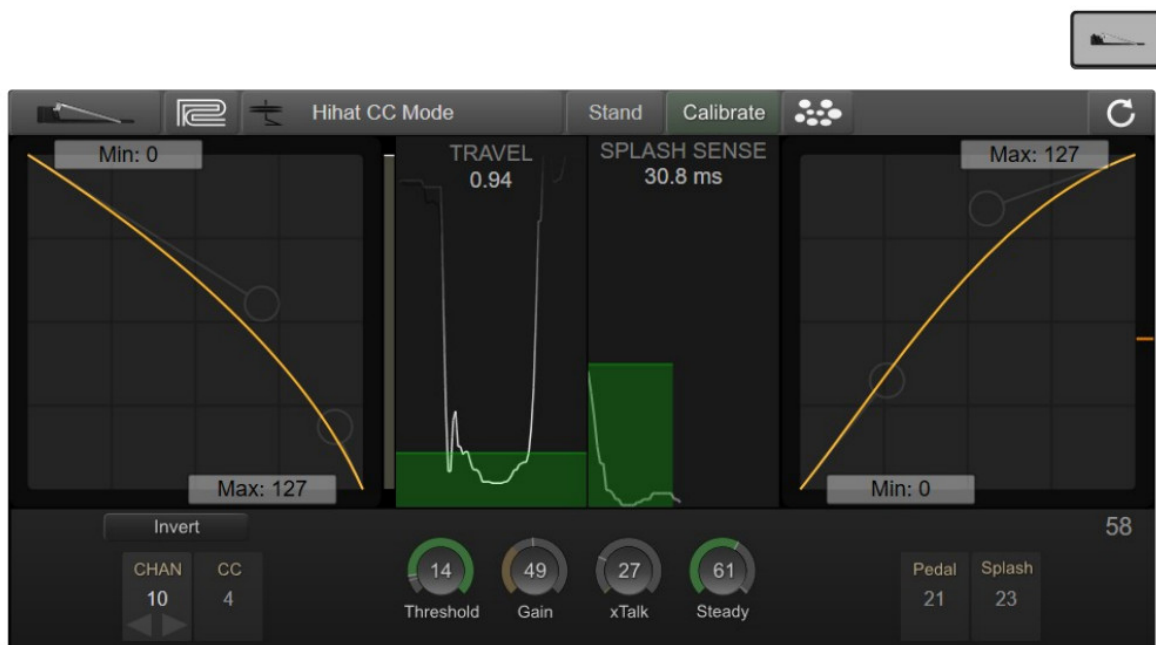 Hihat CC Mode Stand Calibrate
Min: 0 TRAVEL SPLASH SENSE Max: 127
0.94 30.8 ms
Max: 127 Min: 0
Invert 58
CHAN CC 14 49 27 61 Pedal Splash
10 4 Threshold Gain xTalk Steady 21 23